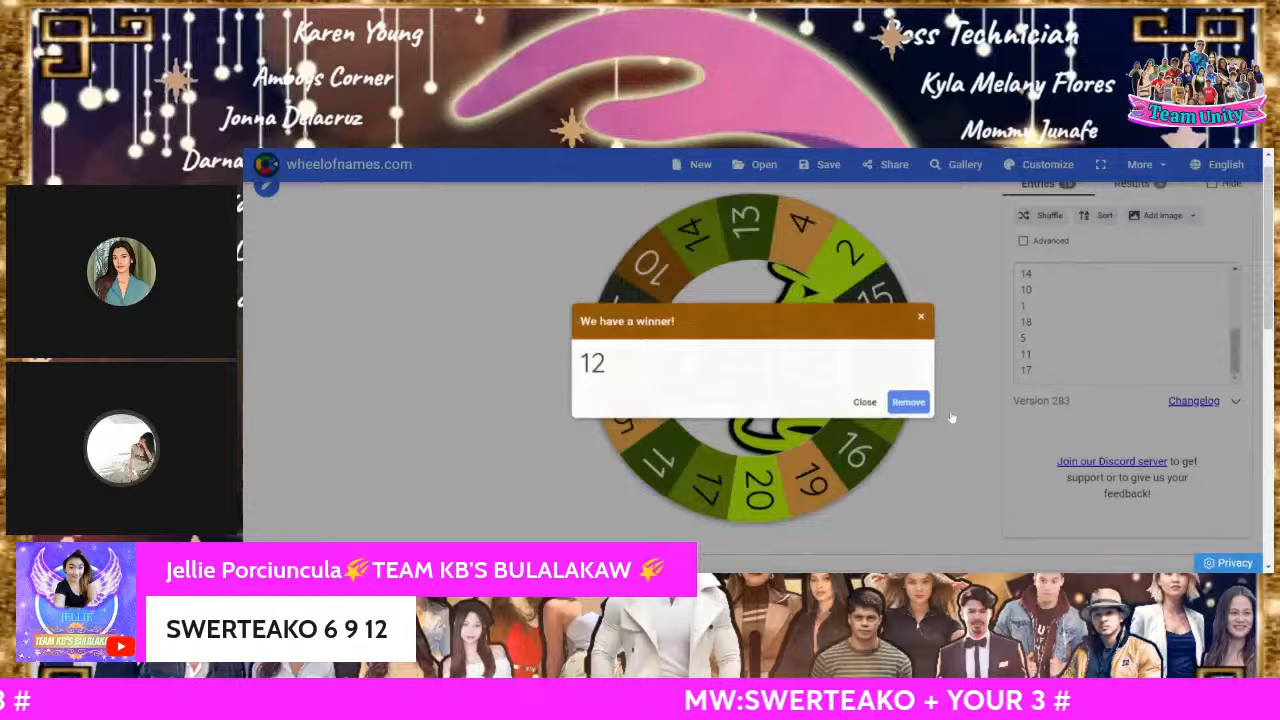 Karen Young
Amboys Corner
Jonna Delacruz
Darna
Boss Technician
Kyla Melany Flores
Mommy Junafe
Team Unity
wheelofnames.com
New
Open
Save
Share
Gallery
Customize
More
English
Entries
Results
Hide
Shuffle
Sort
Add image
Advanced
14
10
1
18
5
11
17
Version 283
Changelog
Join our Discord server to get
support or to give us your
feedback!
Privacy
10
14
13
4
2
15
We have a winner!
12
Close
Remove
5
11
17
20
19
16
Jellie Porciuncula🌠TEAM KB'S BULALAKAW 🌠
JELLIE
SWERTEAKO 6 9 12
3 #
MW:SWERTEAKO + YOUR 3 #